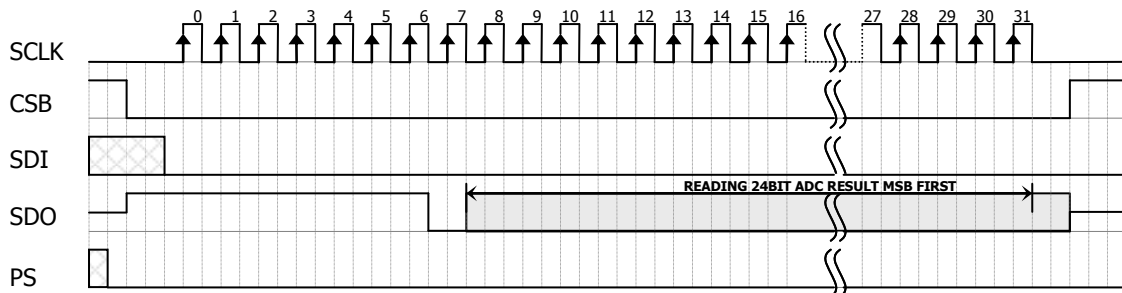 0 1 2 3 4 5 6 7 8 9 10 11 12 13 14 15 16 27 28 29 30 31
SCLK
CSB
SDI
READING 24BIT ADC RESULT MSB FIRST
SDO
PS